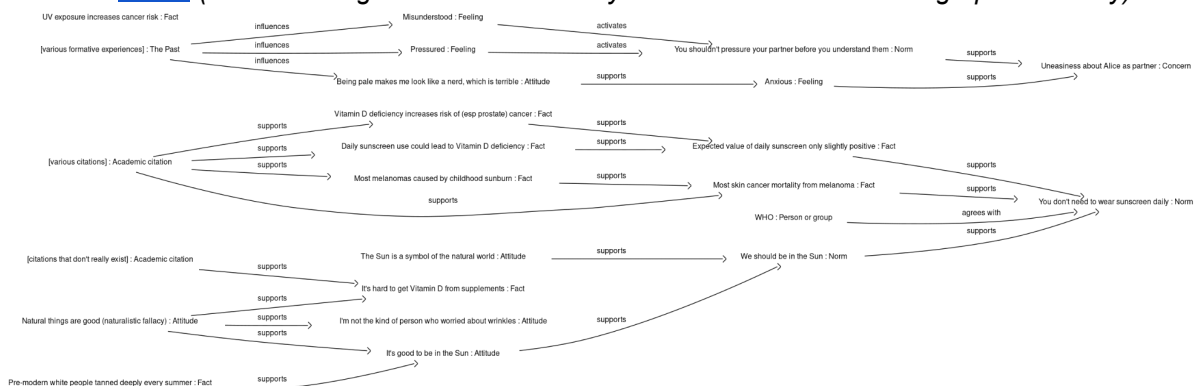 UV exposure increases cancer risk : Fact
Misunderstood : Feeling
influences
activates
[various formative experiences] : The Past
influences
Pressured : Feeling
activates
You shouldn't pressure your partner before you understand them : Norm
supports
influences
Uneasiness about Alice as partner : Concern
Being pale makes me look like a nerd, which is terrible : Attitude
supports
Anxious : Feeling
supports
Vitamin D deficiency increases risk of (esp prostate) cancer : Fact
supports
supports
Daily sunscreen use could lead to Vitamin D deficiency : Fact
supports
Expected value of daily sunscreen only slightly positive : Fact
supports
[various citations] : Academic citation
supports
supports
Most melanomas caused by childhood sunburn : Fact
supports
Most skin cancer mortality from melanoma : Fact
supports
supports
You don't need to wear sunscreen daily : Norm
WHO : Person or group
agrees with
supports
[citations that don't really exist] : Academic citation
The Sun is a symbol of the natural world : Attitude
supports
We should be in the Sun : Norm
supports
It's hard to get Vitamin D from supplements : Fact
supports
Natural things are good (naturalistic fallacy) : Attitude
supports
I'm not the kind of person who worried about wrinkles : Attitude
supports
supports
It's good to be in the Sun : Attitude
Pre-modern white people tanned deeply every summer : Fact
supports